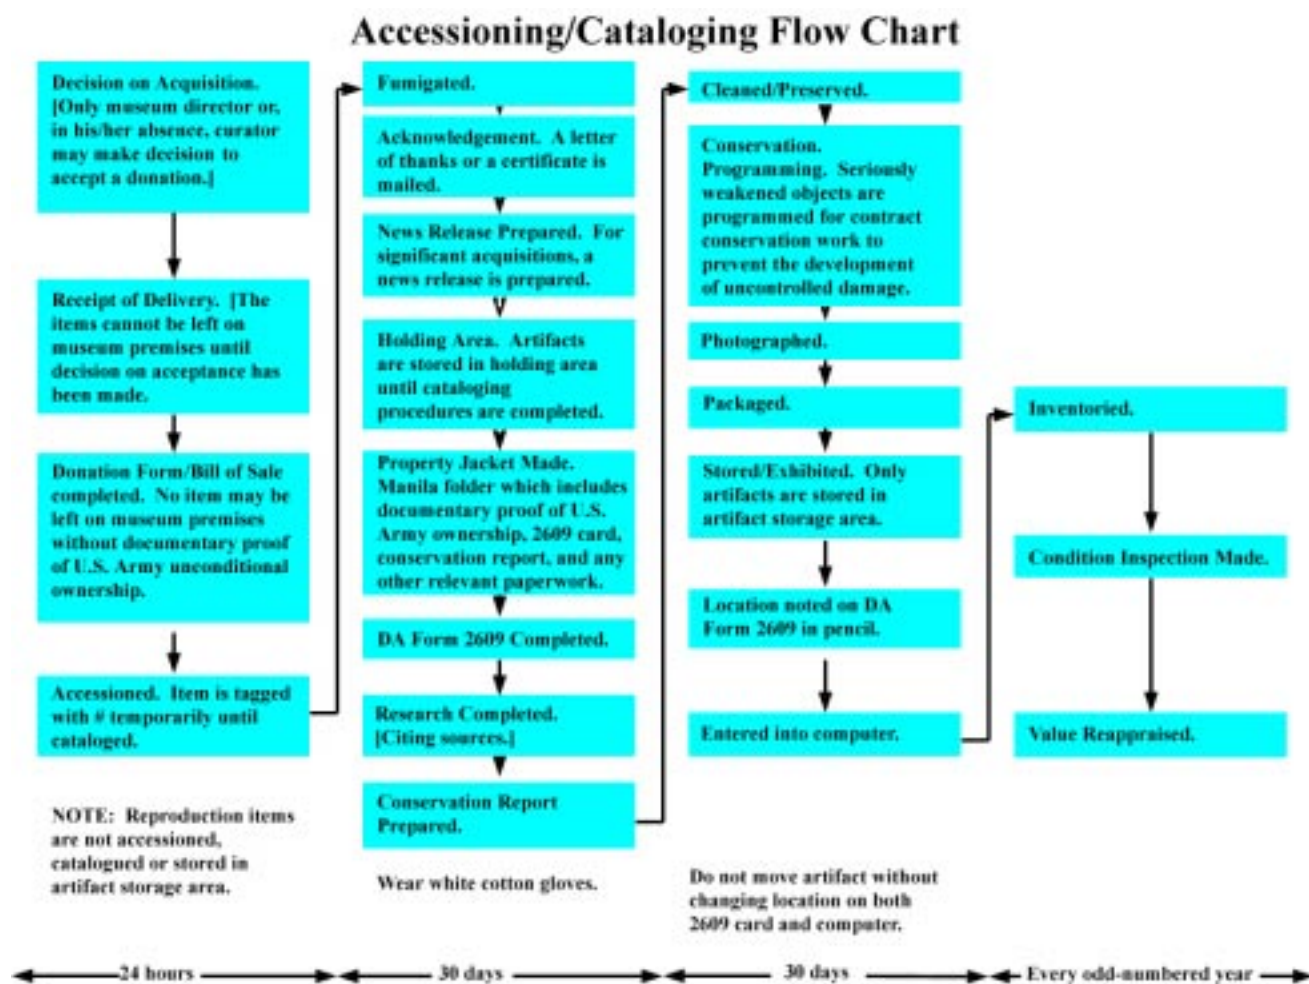 Accessioning/Cataloging Flow Chart
Decision on Acquisition.
[Only museum director or,
in his/her absence, curator
may make decision to
accept a donation.]
Receipt of Delivery. [The
items cannot be left on
museum premises until
decision on acceptance has
been made.
Donation Form/Bill of Sale
completed. No item may be
left on museum premises
without documentary proof
of U.S. Army unconditional
ownership.
Accessioned. Item is tagged
with # temporarily until
cataloged.
NOTE: Reproduction items
are not accessioned,
catalogued or stored in
artifact storage area.
Fumigated.
Acknowledgement. A letter
of thanks or a certificate is
mailed.
News Release Prepared. For
significant acquisitions, a
news release is prepared.
Holding Area. Artifacts
are stored in holding area
until cataloging
procedures are completed.
Property Jacket Made.
Manila folder which includes
documentary proof of U.S.
Army ownership, 2609 card,
conservation report, and any
other relevant paperwork.
DA Form 2609 Completed.
Research Completed.
[Citing sources.]
Conservation Report
Prepared.
Wear white cotton gloves.
Cleaned/Preserved.
Conservation.
Programming. Seriously
weakened objects are
programmed for contract
conservation work to
prevent the development
of uncontrolled damage.
Photographed.
Packaged.
Stored/Exhibited. Only
artifacts are stored in
artifact storage area.
Location noted on DA
Form 2609 in pencil.
Entered into computer.
Do not move artifact without
changing location on both
2609 card and computer.
Inventoried.
Condition Inspection Made.
Value Reappraised.
24 hours
30 days
30 days
Every odd-numbered year